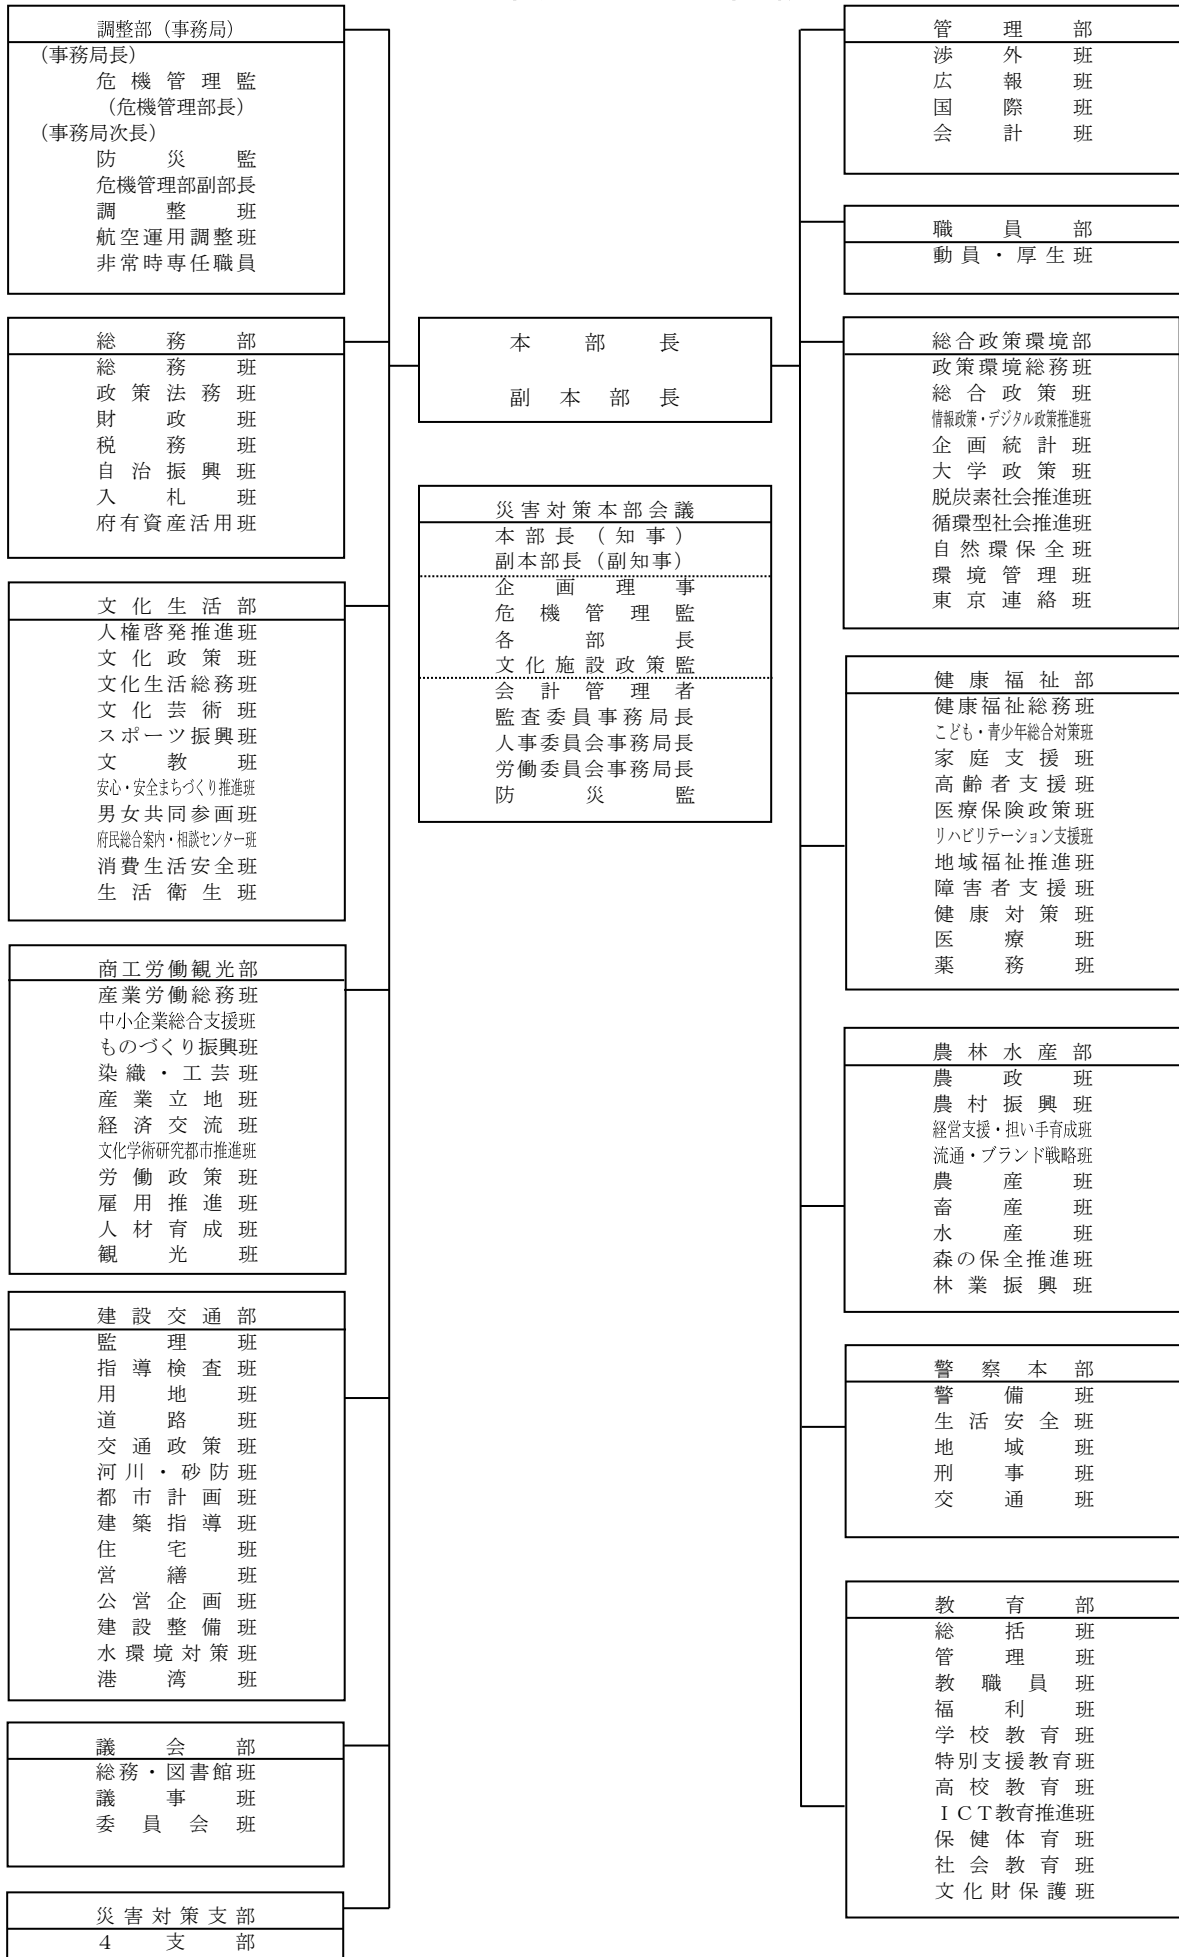 調整部（事務局）
（事務局長）
危機管理監
（危機管理部長）
（事務局次長）
防災監
危機管理部副部長
調整班
航空運用調整班
非常時専任職員
総務部
総務班
政策法務班
財政班
税務班
自治振興班
入札班
府有資産活用班
文化生活部
人権啓発推進班
文化政策班
文化生活総務班
文化芸術班
スポーツ振興班
文教班
安心・安全まちづくり推進班
男女共同参画班
府民総合案内・相談センター班
消費生活安全班
生活衛生班
商工労働観光部
産業労働総務班
中小企業総合支援班
ものづくり振興班
染織・工芸班
産業立地班
経済交流班
文化学術研究都市推進班
労働政策班
雇用推進班
人材育成班
観光班
建設交通部
監理班
指導検査班
用地班
道路班
交通政策班
河川・砂防班
都市計画班
建築指導班
住宅班
営繕班
公営企画班
建設整備班
水環境対策班
港湾班
議会部
総務・図書館班
議事班
委員会班
災害対策支部
４支部
本部長
副本部長
災害対策本部会議
本部長（知事）
副本部長（副知事）
企画理事
危機管理監
各部長
文化施設政策監
会計管理者
監査委員事務局長
人事委員会事務局長
労働委員会事務局長
防災監
管理部
渉外班
広報班
国際班
会計班
職員部
動員・厚生班
総合政策環境部
政策環境総務班
総合政策班
情報政策・デジタル政策推進班
企画統計班
大学政策班
脱炭素社会推進班
循環型社会推進班
自然環保全班
環境管理班
東京連絡班
健康福祉部
健康福祉総務班
こども・青少年総合対策班
家庭支援班
高齢者支援班
医療保険政策班
リハビリテーション支援班
地域福祉推進班
障害者支援班
健康対策班
医療班
薬務班
農林水産部
農政班
農村振興班
経営支援・担い手育成班
流通・ブランド戦略班
農産班
畜産班
水産班
森の保全推進班
林業振興班
警察本部
警備班
生活安全班
地域班
刑事班
交通班
教育部
総括班
管理班
教職員班
福利班
学校教育班
特別支援教育班
高校教育班
ＩＣＴ教育推進班
保健体育班
社会教育班
文化財保護班